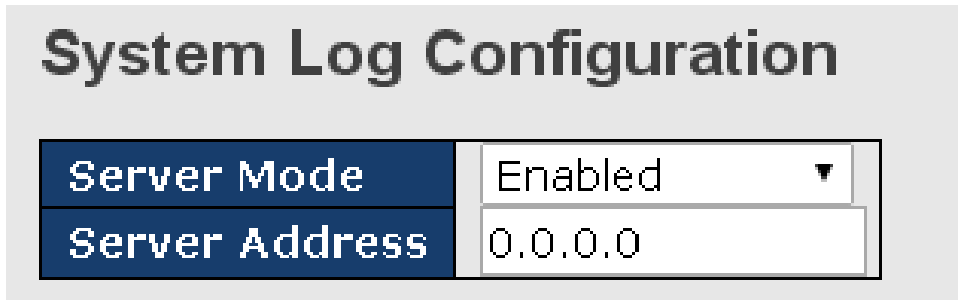 System Log Configuration
Server Mode Enabled
Server Address 0.0.0.0